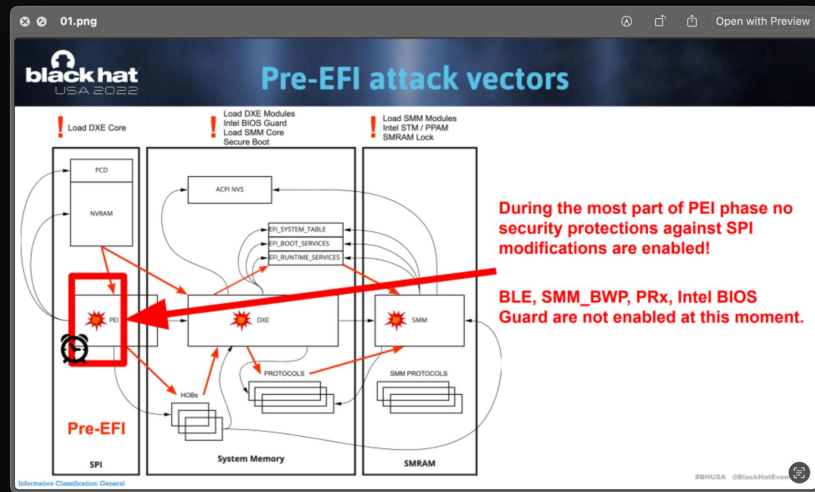 01.png
Open with Preview
black hat
USA 2022
Pre-EFI attack vectors
Load DXE Core
Load DXE Modules
Intel BIOS Guard
Load SMM Core
Secure Boot
Load SMM Modules
Intel STM / PPAM
SMRAM Lock
PCD
NVRAM
ACPI NVS
EFI_SYSTEM_TABLE
EFI_BOOT_SERVICES
EFI_RUNTIME_SERVICES
PEI
DXE
SMM
HOBs
PROTOCOLS
SMM PROTOCOLS
Pre-EFI
SPI
System Memory
SMRAM
During the most part of PEI phase no
security protections against SPI
modifications are enabled!
BLE, SMM_BWP, PRx, Intel BIOS
Guard are not enabled at this moment.
Information Classification: General
#BHUSA